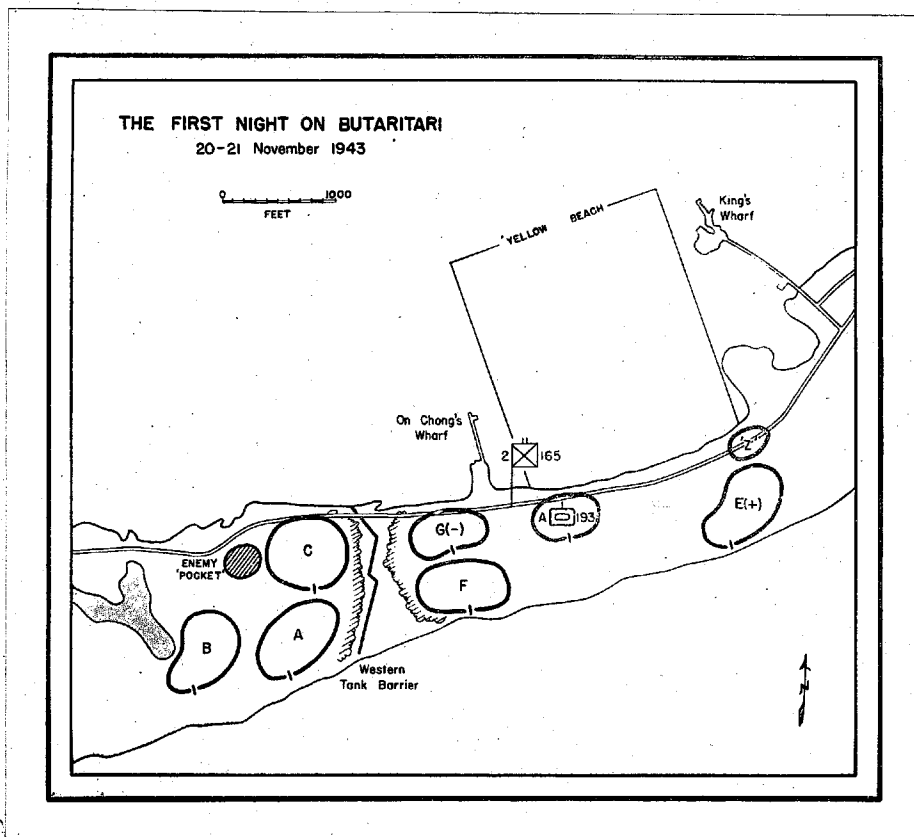 THE FIRST NIGHT ON BUTARITARI
20-21 November 1943
0 1000
FEET
King's
Wharf
YELLOW BEACH
On Chong's
Wharf
2 165
"Z"
E(+)
A 193
G(-)
C
ENEMY
'POCKET'
F
B
A
Western
Tank Barrier
N